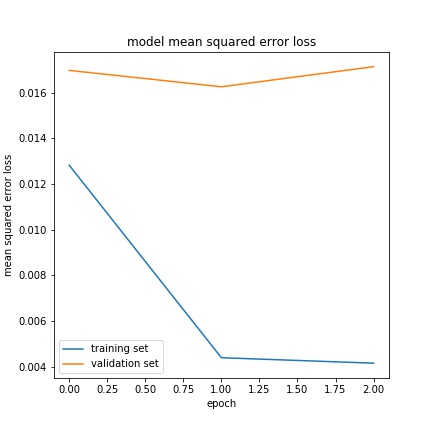 model mean squared error loss
mean squared error loss
0.016
0.014
0.012
0.010
0.008
0.006
0.004
training set
validation set
0.00 0.25 0.50 0.75 1.00 1.25 1.50 1.75 2.00
epoch